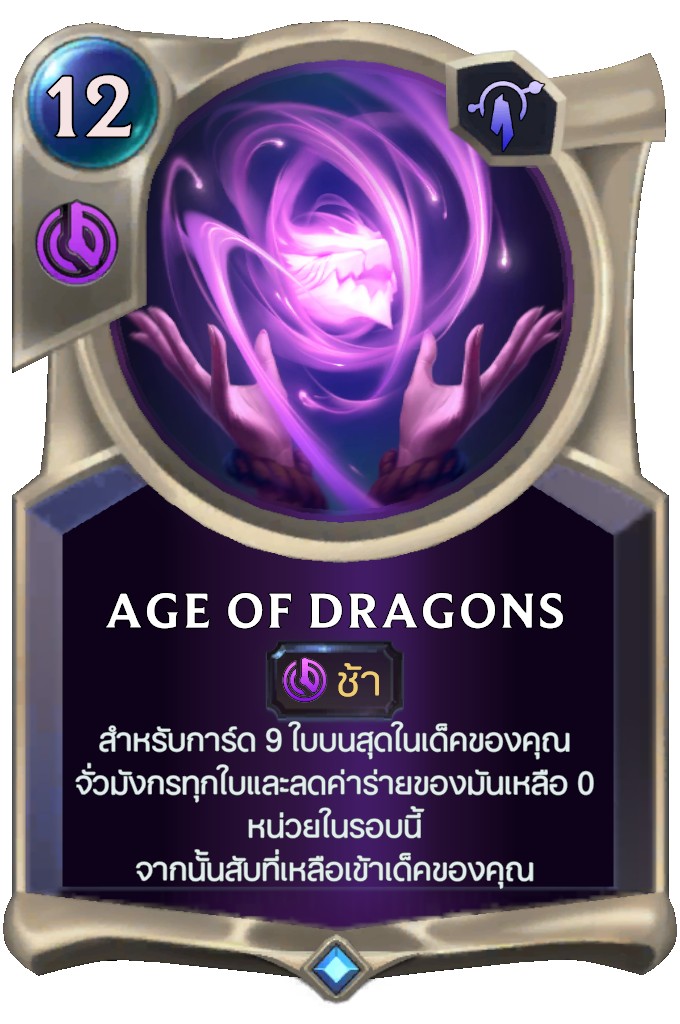 12
AGE OF DRAGONS
ช้า
สำหรับการ์ด 9 ใบบนสุดในเด็คของคุณ
จั่วมังกรทุกใบและลดค่าร่ายของมันเหลือ 0
หน่วยในรอบนี้
จากนั้นสับที่เหลือเข้าเด็คของคุณ